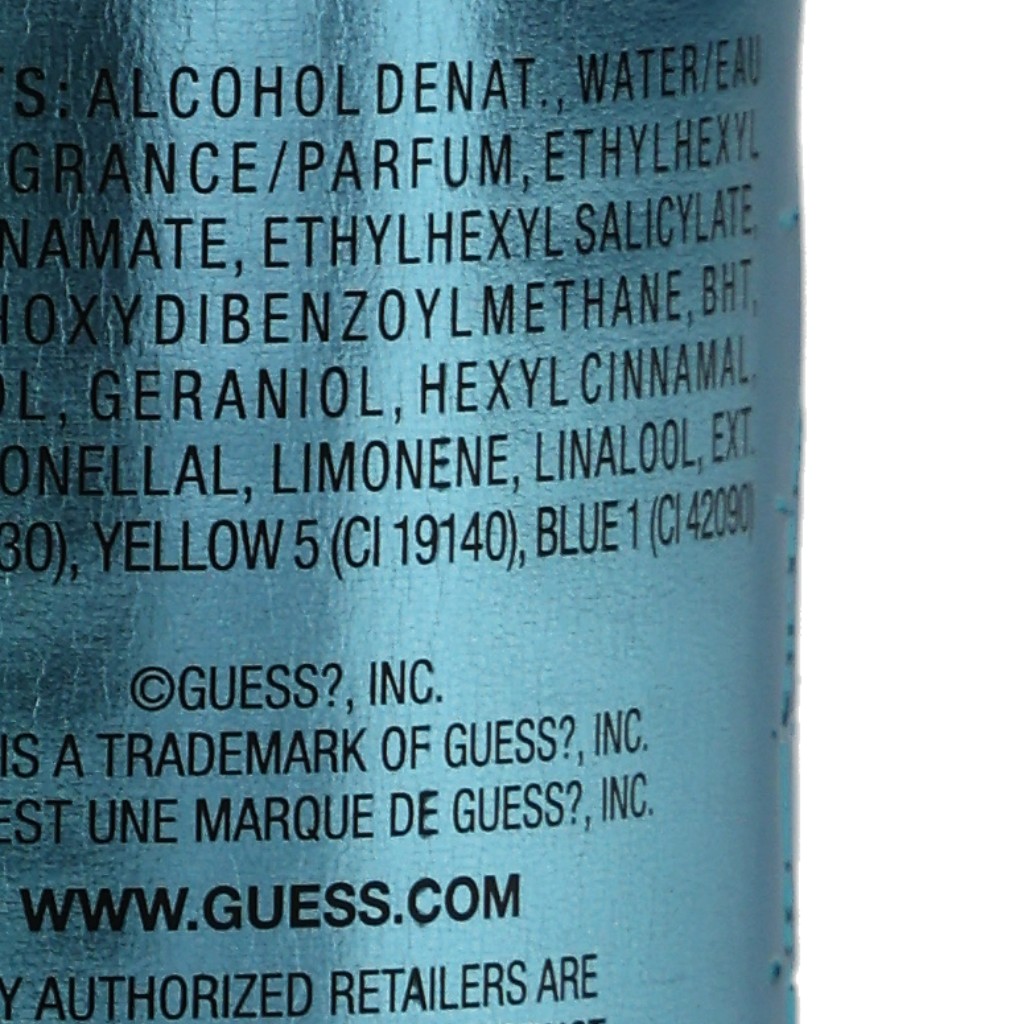 S: ALCOHOL DENAT., WATER/EAU
GRANCE/PARFUM, ETHYLHEXYL
NAMATE, ETHYLHEXYL SALICYLATE,
HOXYDIBENZOYLMETHANE, BHT,
OL, GERANIOL, HEXYL CINNAMAL,
ONELLAL, LIMONENE, LINALOOL, EXT.
30), YELLOW 5 (CI 19140), BLUE 1 (CI 42090)
©GUESS?, INC.
IS A TRADEMARK OF GUESS?, INC.
EST UNE MARQUE DE GUESS?, INC.
WWW.GUESS.COM
Y AUTHORIZED RETAILERS ARE